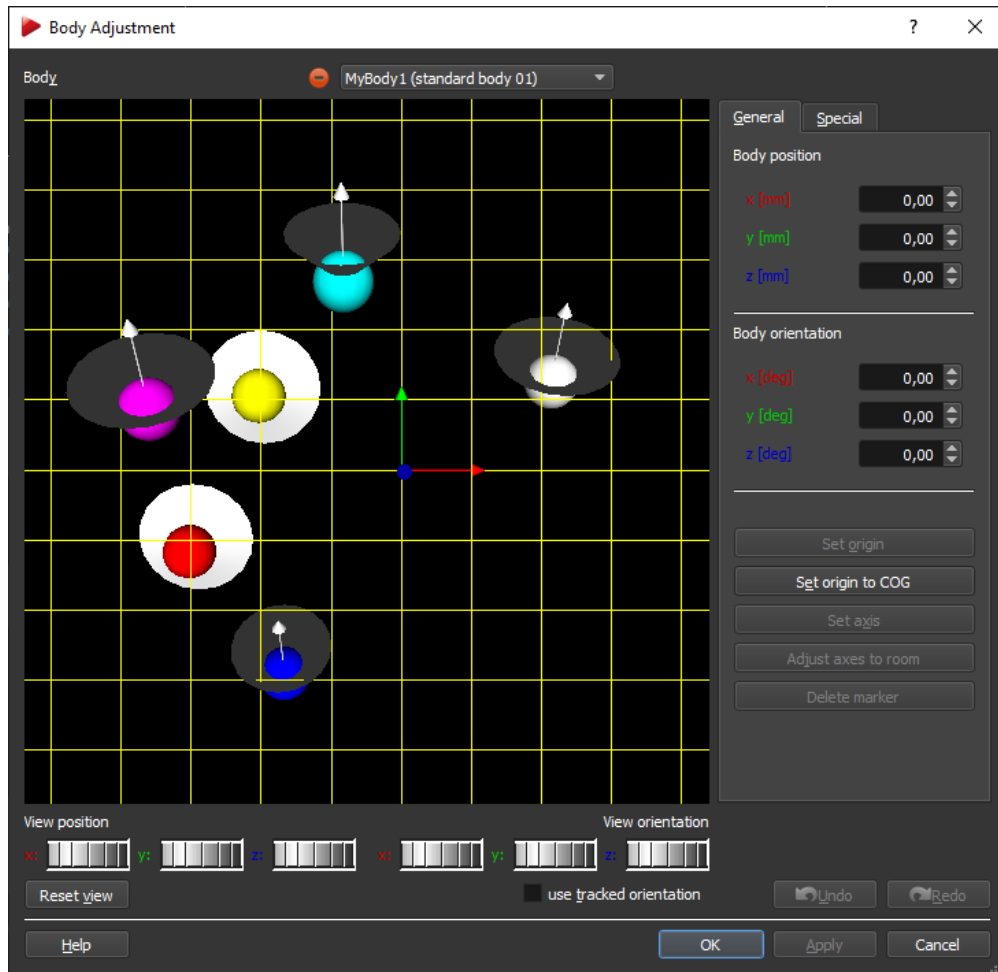 Body Adjustment
?
Body
MyBody1 (standard body 01)
General
Special
Body position
x [mm]
0,00
y [mm]
0,00
z [mm]
0,00
Body orientation
x [deg]
0,00
y [deg]
0,00
z [deg]
0,00
Set origin
Set origin to COG
Set axis
Adjust axes to room
Delete marker
View position
View orientation
x:
y:
z:
x:
y:
z:
Reset view
use tracked orientation
Undo
Redo
Help
OK
Apply
Cancel